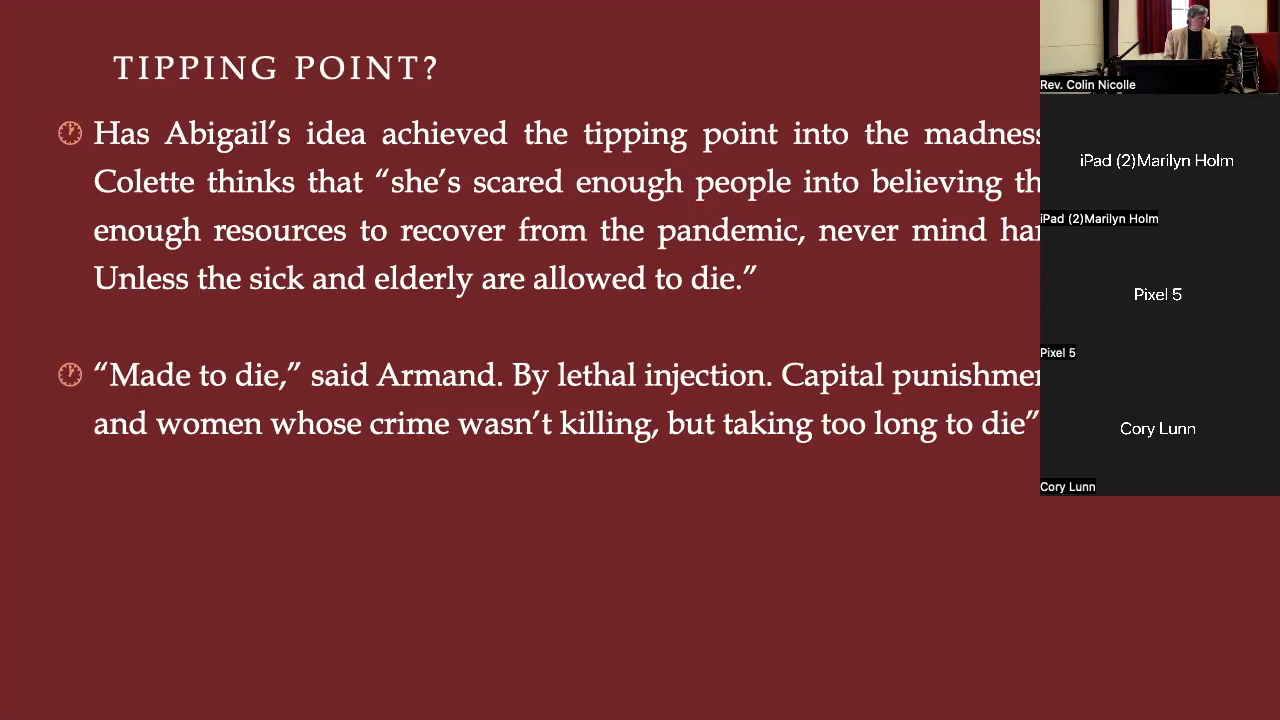 TIPPING POINT?
Has Abigail’s idea achieved the tipping point into the madness
Colette thinks that “she’s scared enough people into believing
enough resources to recover from the pandemic, never mind
Unless the sick and elderly are allowed to die.”
“Made to die,” said Armand. By lethal injection. Capital
and women whose crime wasn’t killing, but taking too long to die”
Rev. Colin Nicolle
iPad (2)Marilyn Holm
iPad (2)Marilyn Holm
Pixel 5
Pixel 5
Cory Lunn
Cory Lunn